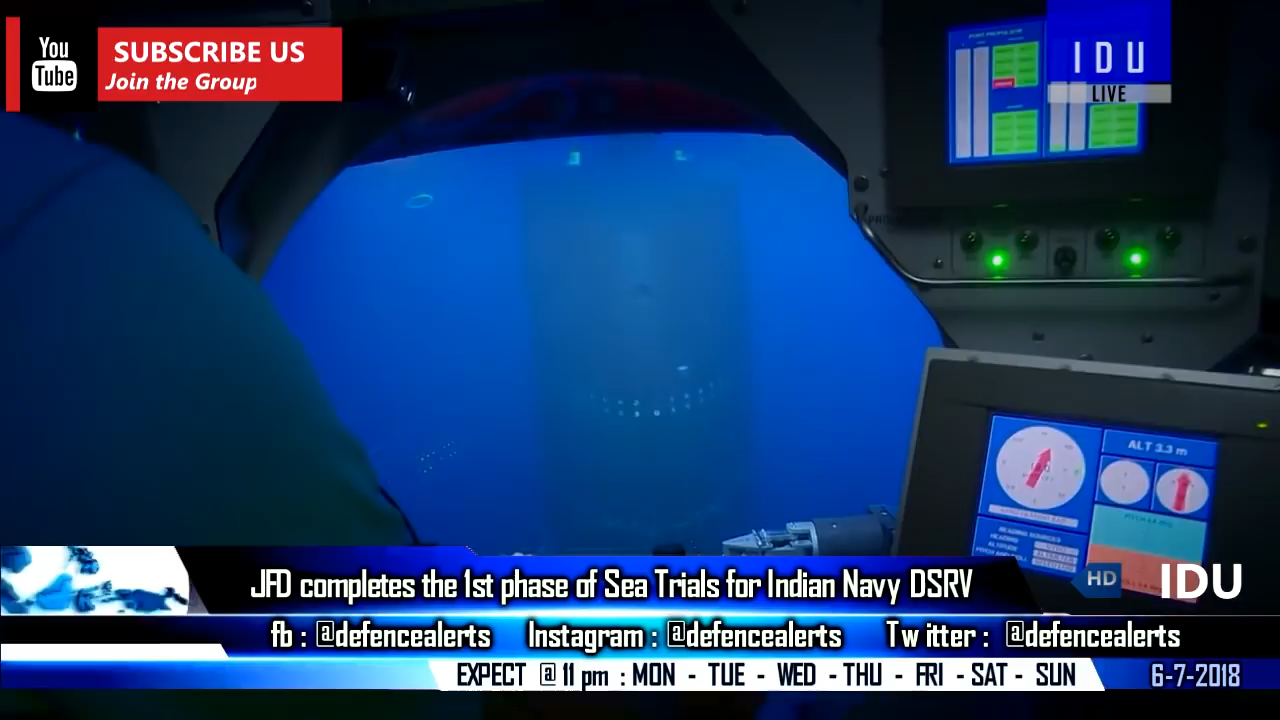 You
Tube
SUBSCRIBE US
Join the Group
IDU
LIVE
ALT 3.3 m
HD
IDU
JFD completes the 1st phase of Sea Trials for Indian Navy DSRV
fb : @defencealerts Instagram : @defencealerts Tw itter : @defencealerts
EXPECT @ 11 pm : MON - TUE - WED - THU - FRI - SAT - SUN
6-7-2018